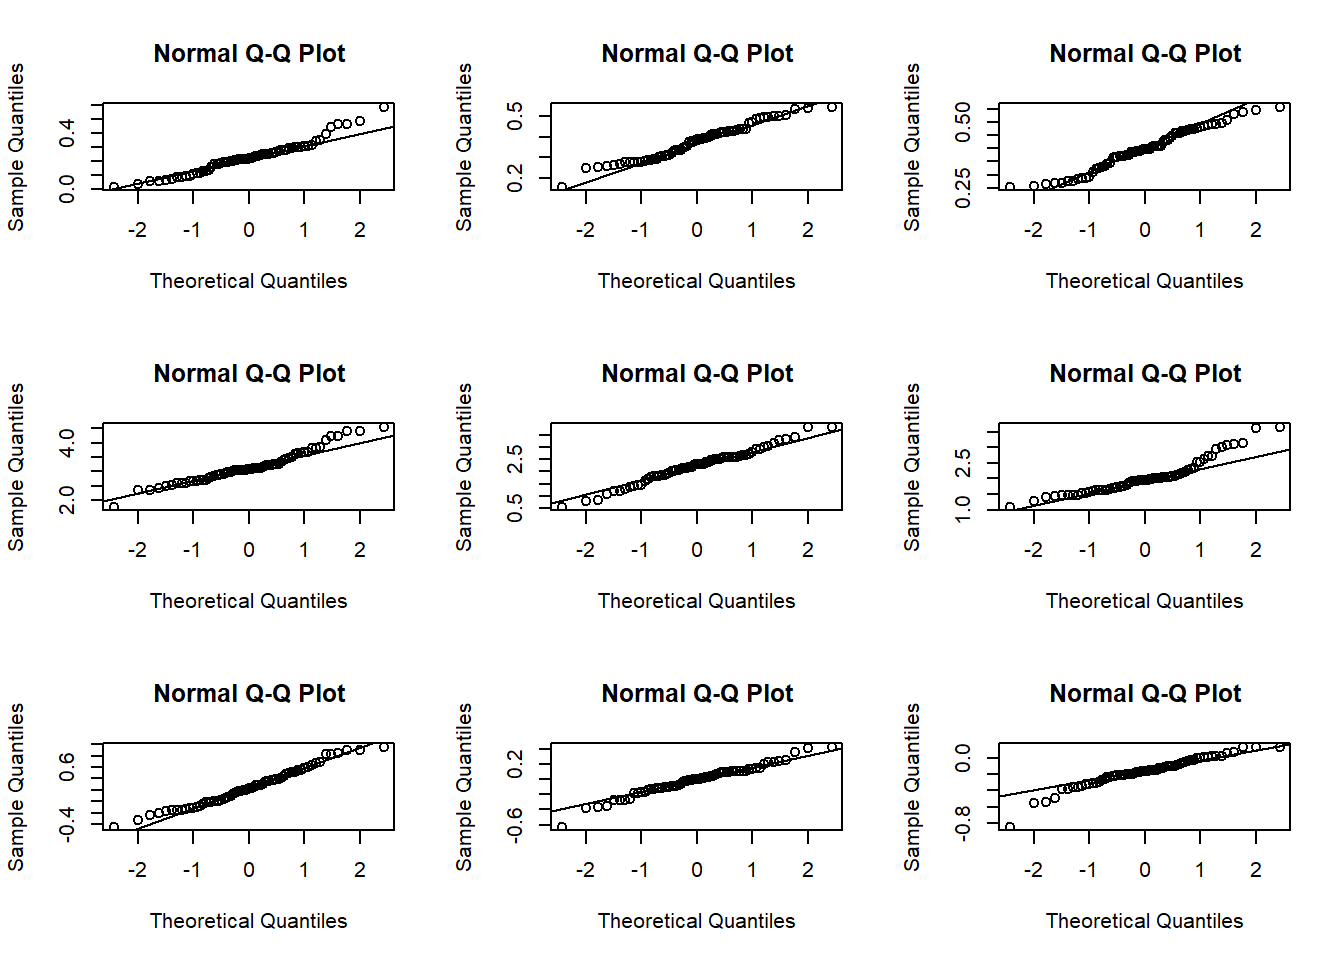 Normal Q-Q Plot
Sample Quantiles
0.0 0.4
-2 -1 0 1 2
Theoretical Quantiles
Normal Q-Q Plot
Sample Quantiles
0.2 0.5
-2 -1 0 1 2
Theoretical Quantiles
Normal Q-Q Plot
Sample Quantiles
0.25 0.50
-2 -1 0 1 2
Theoretical Quantiles
Normal Q-Q Plot
Sample Quantiles
2.0 4.0
-2 -1 0 1 2
Theoretical Quantiles
Normal Q-Q Plot
Sample Quantiles
0.5 2.5
-2 -1 0 1 2
Theoretical Quantiles
Normal Q-Q Plot
Sample Quantiles
1.0 2.5
-2 -1 0 1 2
Theoretical Quantiles
Normal Q-Q Plot
Sample Quantiles
-0.4 0.6
-2 -1 0 1 2
Theoretical Quantiles
Normal Q-Q Plot
Sample Quantiles
-0.6 0.2
-2 -1 0 1 2
Theoretical Quantiles
Normal Q-Q Plot
Sample Quantiles
-0.8 0.0
-2 -1 0 1 2
Theoretical Quantiles